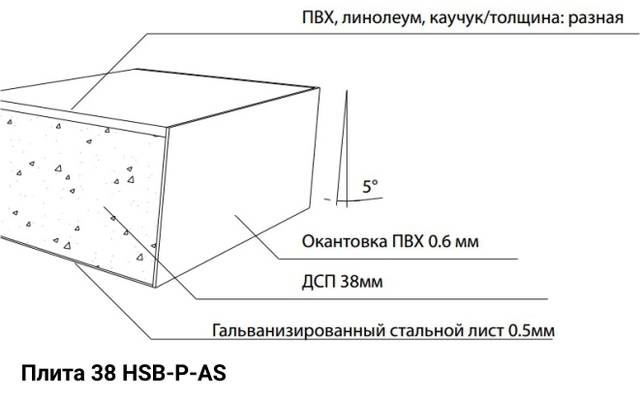 ПВХ, линолеум, каучук/толщина: разная
5°
Окантовка ПВХ 0.6 мм
ДСП 38мм
Гальванизированный стальной лист 0.5мм
Плита 38 HSB-P-AS